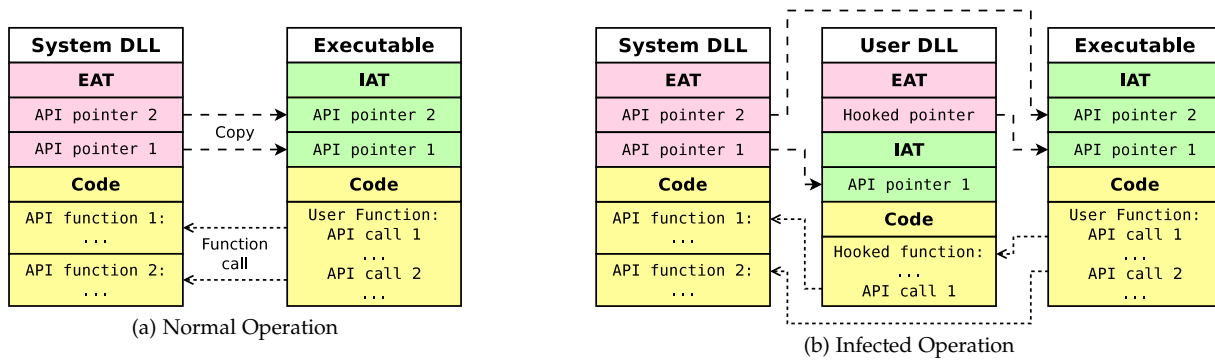 System DLL
EAT
API pointer 2
API pointer 1
Code
API function 1:
...
API function 2:
...
Copy
Function
call
Executable
IAT
API pointer 2
API pointer 1
Code
User Function:
API call 1
...
API call 2
(a) Normal Operation
System DLL
EAT
API pointer 2
API pointer 1
Code
API function 1:
...
API function 2:
...
User DLL
EAT
Hooked pointer
IAT
API pointer 1
Code
Hooked function:
...
API call 1
Executable
IAT
API pointer 2
API pointer 1
Code
User Function:
API call 1
...
API call 2
...
(b) Infected Operation